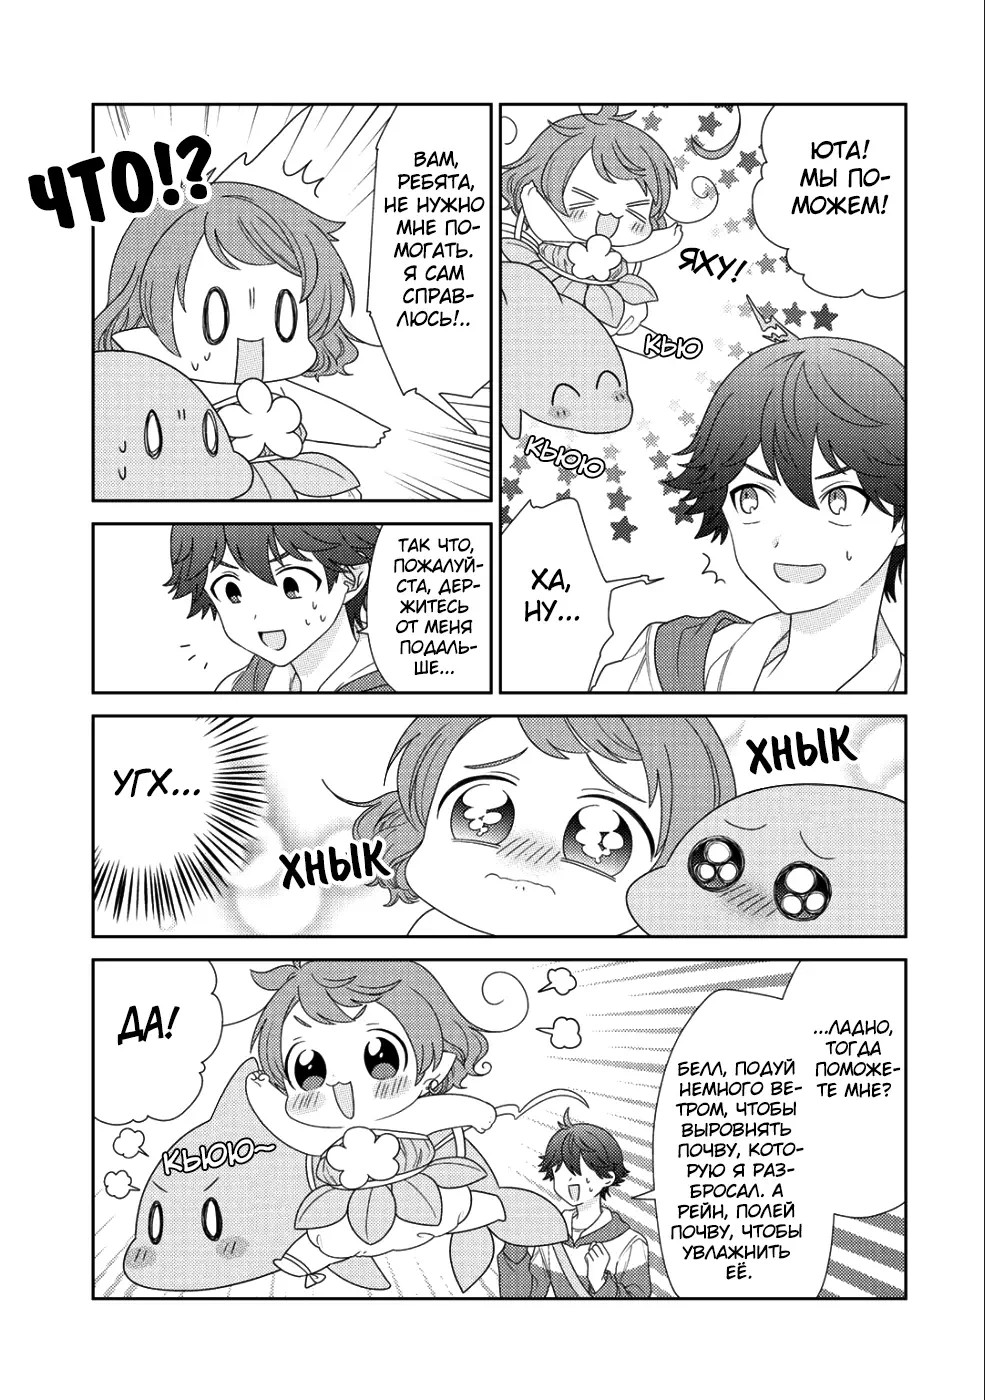 ЮТА!
МЫ ПО-
МОЖЕМ!
ЯХУ!
КЬЮ
КЬЮЮ
ХА,
НУ...
ВАМ,
РЕБЯТА,
НЕ НУЖНО
МНЕ ПО-
МОГАТЬ.
Я САМ
СПРАВ-
ЛЮСЬ!..
ЧТО!?
ТАК ЧТО,
ПОЖАЛУЙ-
СТА, ДЕР-
ЖИТЕСЬ
ОТ МЕНЯ
ПОДАЛЬ-
ШЕ...
ХНЫК
ХНЫК
УГХ...
...ЛАДНО,
ТОГДА
ПОМОЖЕ-
ТЕ МНЕ?
БЕЛЛ, ПОДУЙ
НЕМНОГО ВЕ-
ТРОМ, ЧТОБЫ
ВЫРОВНЯТЬ
ПОЧВУ, КОТО-
РУЮ Я РАЗ-
БРОСАЛ. А
РЕЙН, ПОЛЕЙ
ПОЧВУ, ЧТОБЫ
УВЛАЖНИТЬ
ЕЁ.
ДА!
КЬЮЮ~